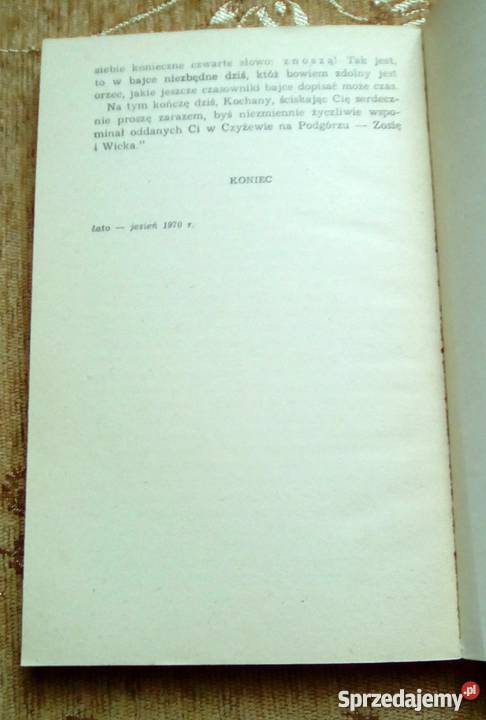 siebie konieczne czwarte słowo: znoszą! Tak jest,
to w bajce niezbędne dziś, któż bowiem zdolny jest
orzec, jakie jeszcze czasowniki bajce dopisać może czas.
Na tym kończę dziś, Kochany, ściskając Cię serdecz-
nie proszę zarazem, byś niezmiennie życzliwie wspo-
minał oddanych Ci w Czyżewie na Podgórzu — Zosię
i Wicka."
KONIEC
lato — jesień 1970 r.
Sprzedajemy.pl